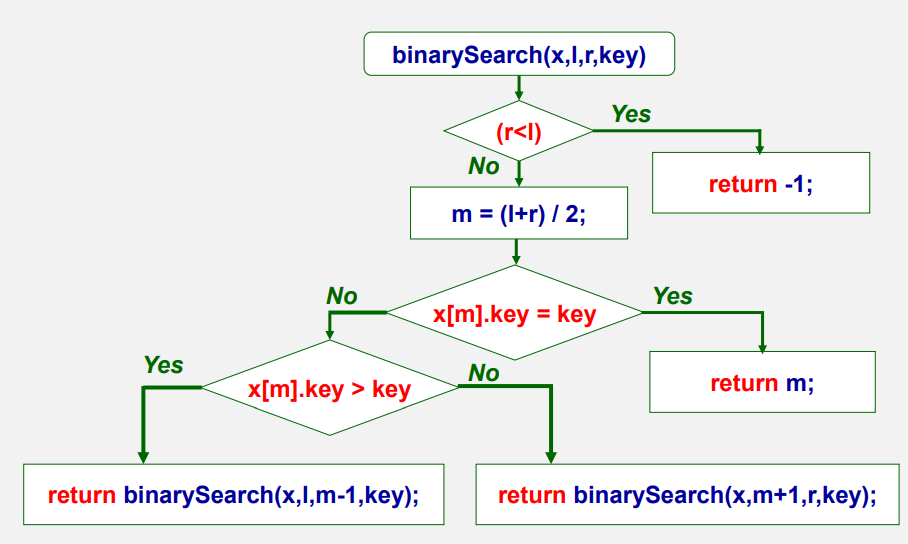 binarySearch(x,l,r,key)
(r<l)
Yes
No
return -1;
m = (l+r) / 2;
x[m].key = key
No
Yes
return m;
x[m].key > key
Yes
No
return binarySearch(x,l,m-1,key);
return binarySearch(x,m+1,r,key);